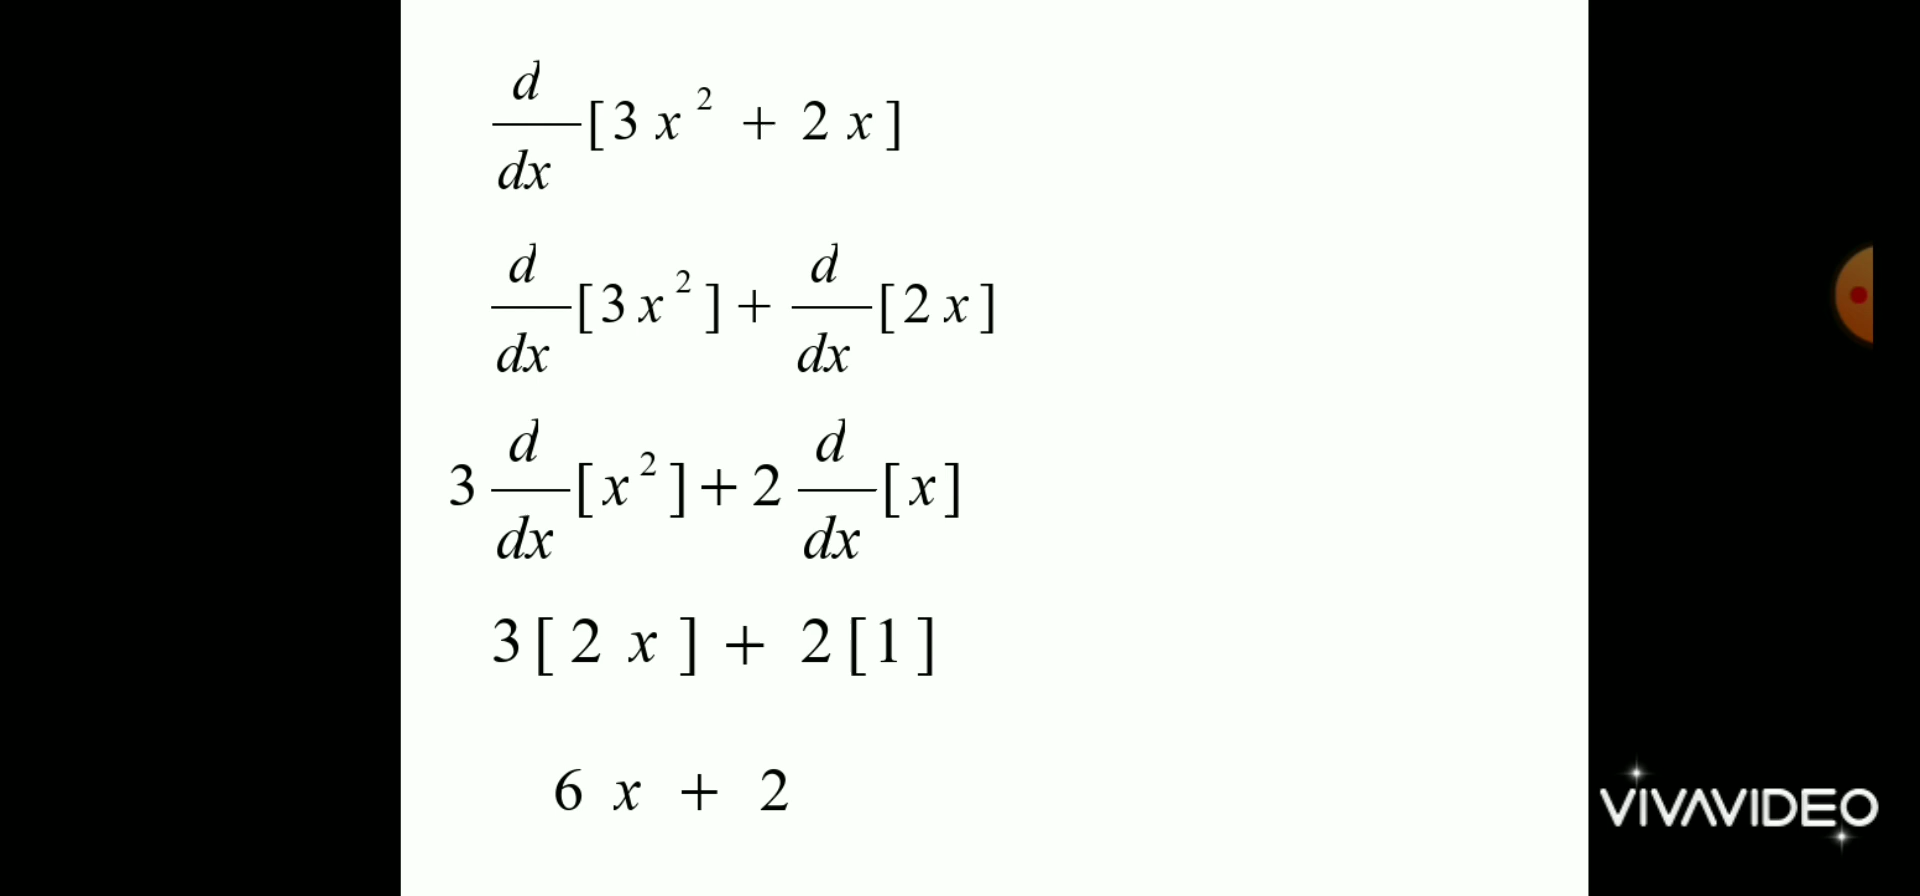 d/dx [3x² + 2x]
d/dx [3x²] + d/dx [2x]
3 d/dx [x²] + 2 d/dx [x]
3[2x] + 2[1]
6x + 2
VIVAVIDEO